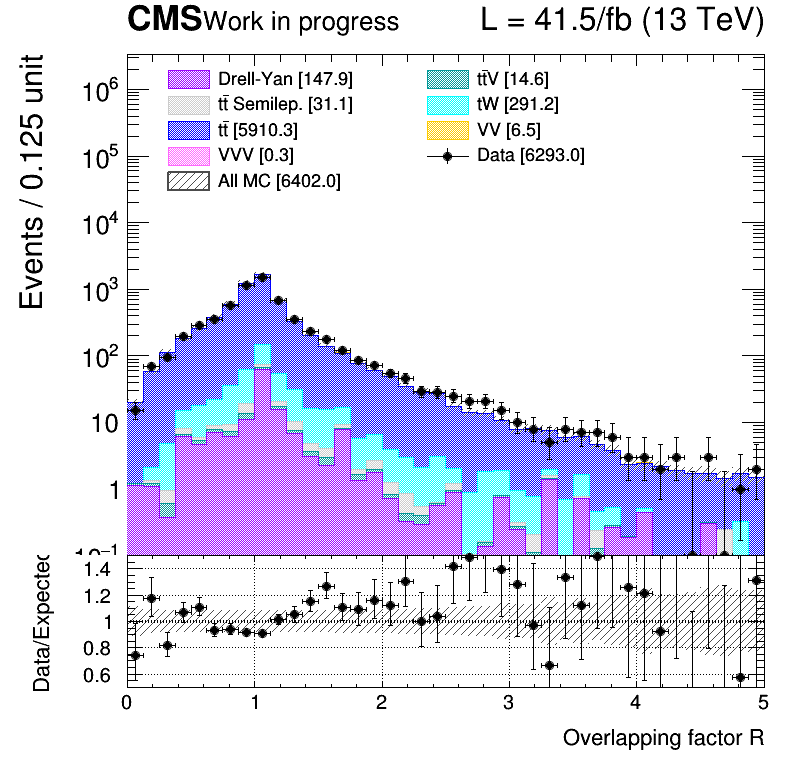 CMS Work in progress L = 41.5/fb (13 TeV)
Events / 0.125 unit
Drell-Yan [147.9] tt̄V [14.6]
tt̄ Semilep. [31.1] tW [291.2]
tt̄ [5910.3] VV [6.5]
VVV [0.3] Data [6293.0]
All MC [6402.0]
10⁶
10⁵
10⁴
10³
10²
10
1
10⁻¹
Data/Expected
1.4
1.2
1
0.8
0.6
0 1 2 3 4 5
Overlapping factor R